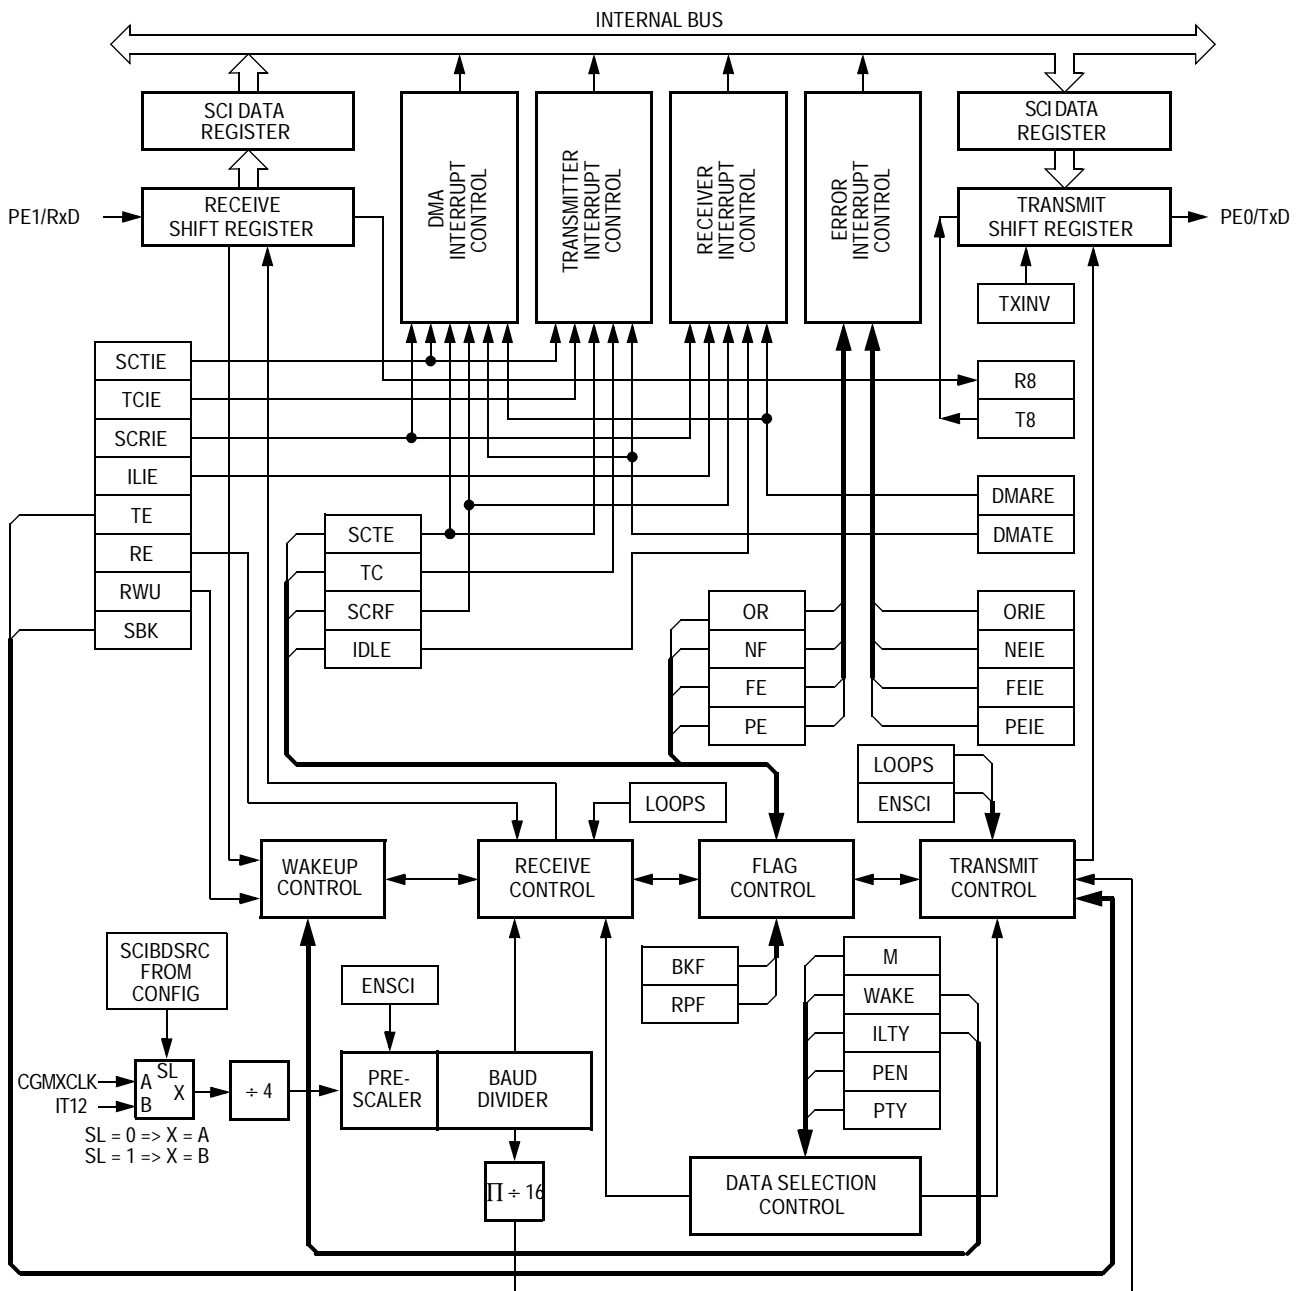 INTERNAL BUS
SCI DATA
REGISTER
RECEIVE
SHIFT REGISTER
PE1/RxD
DMA
INTERRUPT
CONTROL
TRANSMITTER
INTERRUPT
CONTROL
RECEIVER
INTERRUPT
CONTROL
ERROR
INTERRUPT
CONTROL
SCI DATA
REGISTER
TRANSMIT
SHIFT REGISTER
PE0/TxD
TXINV
SCTIE
TCIE
SCRIE
ILIE
TE
RE
RWU
SBK
R8
T8
DMARE
DMATE
SCTE
TC
SCRF
IDLE
OR
NF
FE
PE
ORIE
NEIE
FEIE
PEIE
LOOPS
LOOPS
ENSCI
WAKEUP
CONTROL
RECEIVE
CONTROL
FLAG
CONTROL
TRANSMIT
CONTROL
SCIBDSRC
FROM
CONFIG
ENSCI
BKF
RPF
M
WAKE
ILTY
PEN
PTY
CGMXCLK
IT12
SL
A
X
B
÷ 4
PRE-
SCALER
BAUD
DIVIDER
SL = 0 => X = A
SL = 1 => X = B
∏ ÷ 16
DATA SELECTION
CONTROL